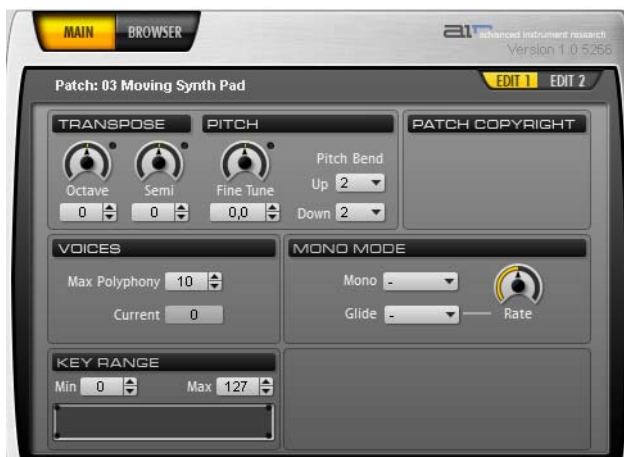 MAIN BROWSER
air advanced instrument research
Version 1.0 5266
Patch: 03 Moving Synth Pad
EDIT 1 EDIT 2
TRANSPOSE PITCH PATCH COPYRIGHT
Pitch Bend
Octave Semi Fine Tune Up 2
0 0 0,0 Down 2
VOICES MONO MODE
Max Polyphony 10 Mono -
Current 0 Glide - Rate
KEY RANGE
Min 0 Max 127